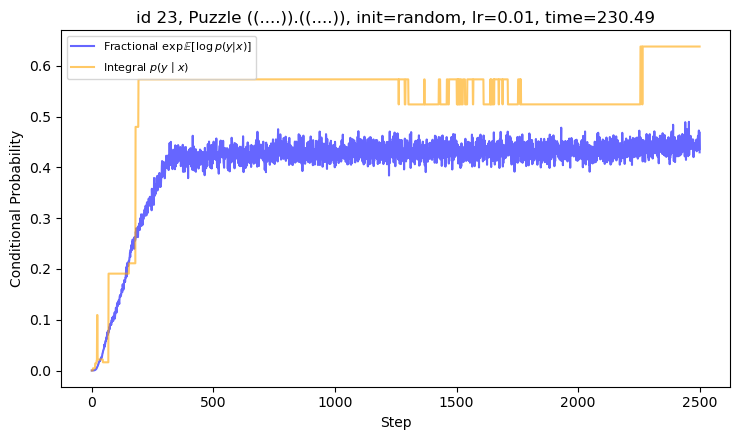 id 23, Puzzle ((....)).((....)), init=random, lr=0.01, time=230.49
Fractional exp𝔼[log p(y|x)]
Integral p(y | x)
Conditional Probability
0.6
0.5
0.4
0.3
0.2
0.1
0.0
0 500 1000 1500 2000 2500
Step